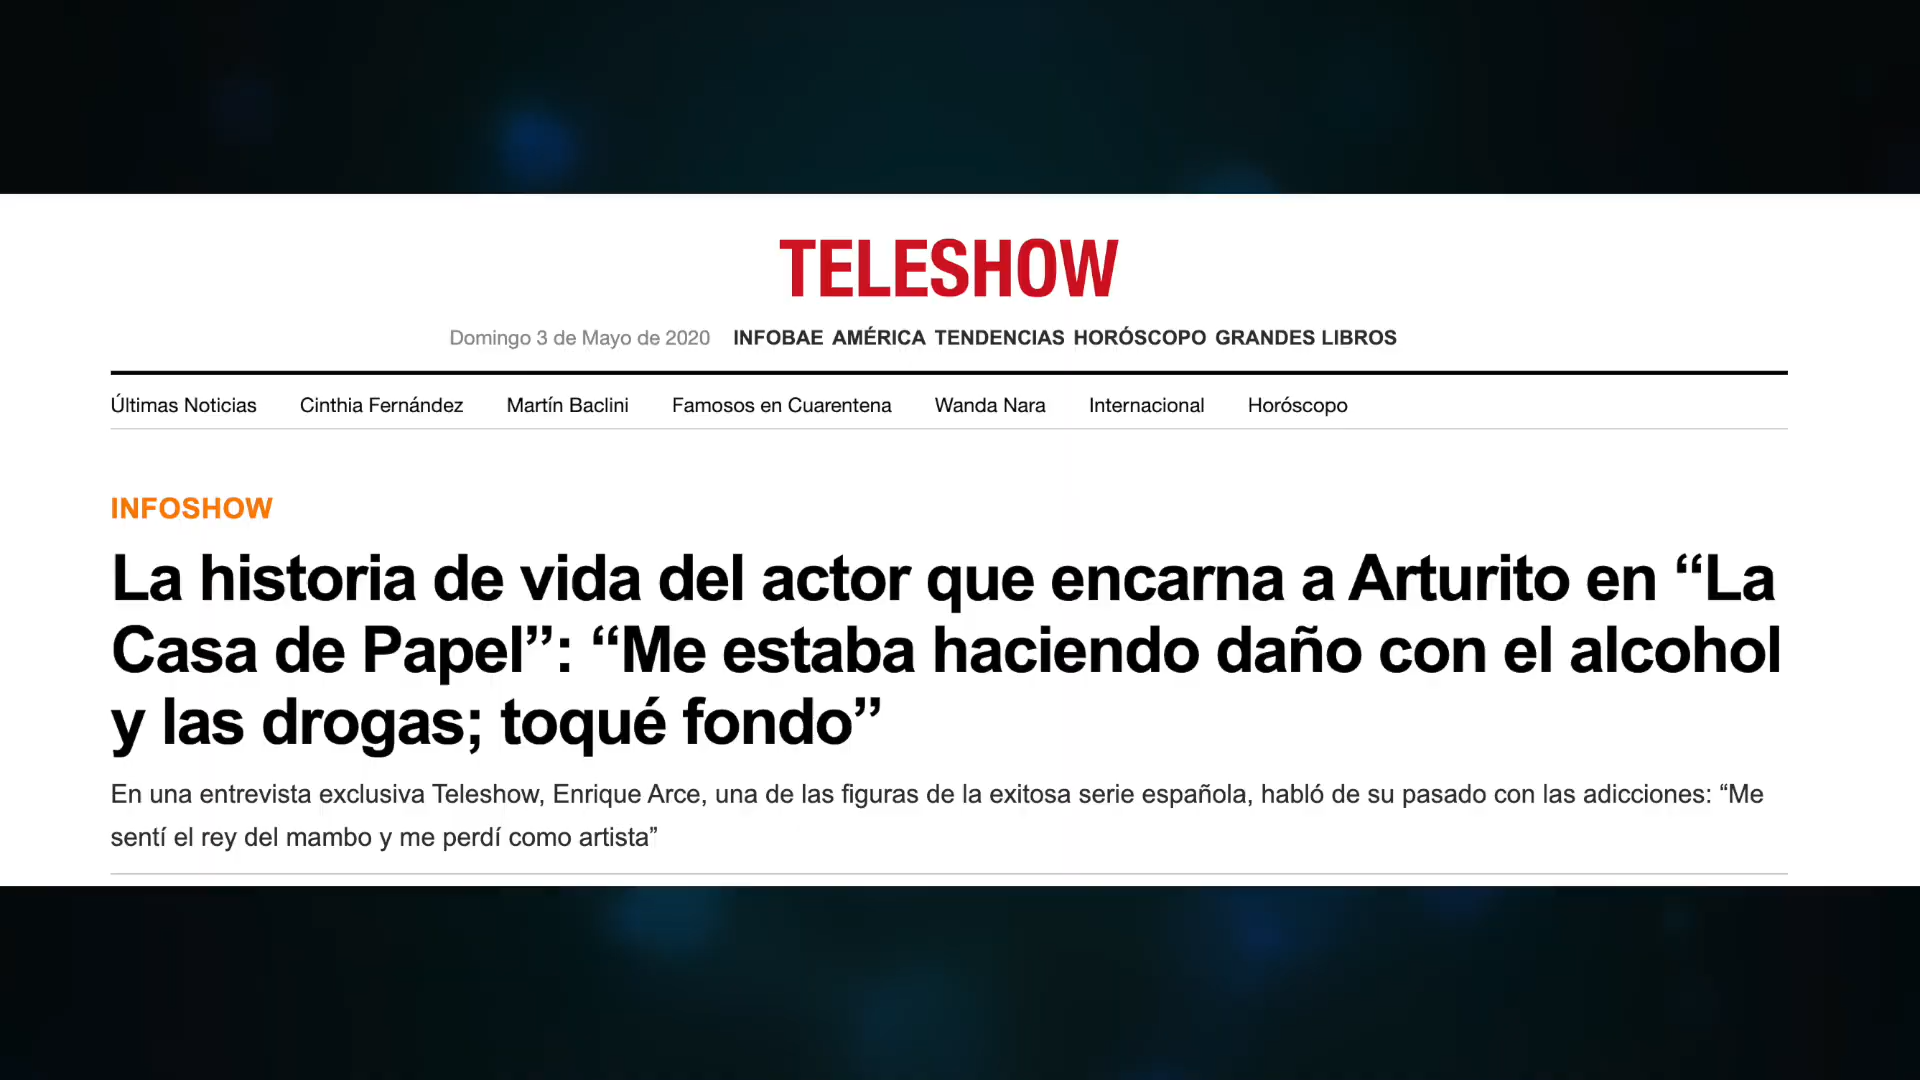 TELESHOW
Domingo 3 de Mayo de 2020 INFOBAE AMÉRICA TENDENCIAS HORÓSCOPO GRANDES LIBROS
Últimas Noticias Cinthia Fernández Martín Baclini Famosos en Cuarentena Wanda Nara Internacional Horóscopo
INFOSHOW
La historia de vida del actor que encarna a Arturito en “La
Casa de Papel”: “Me estaba haciendo daño con el alcohol
y las drogas; toqué fondo”
En una entrevista exclusiva Teleshow, Enrique Arce, una de las figuras de la exitosa serie española, habló de su pasado con las adicciones: “Me
sentí el rey del mambo y me perdí como artista”